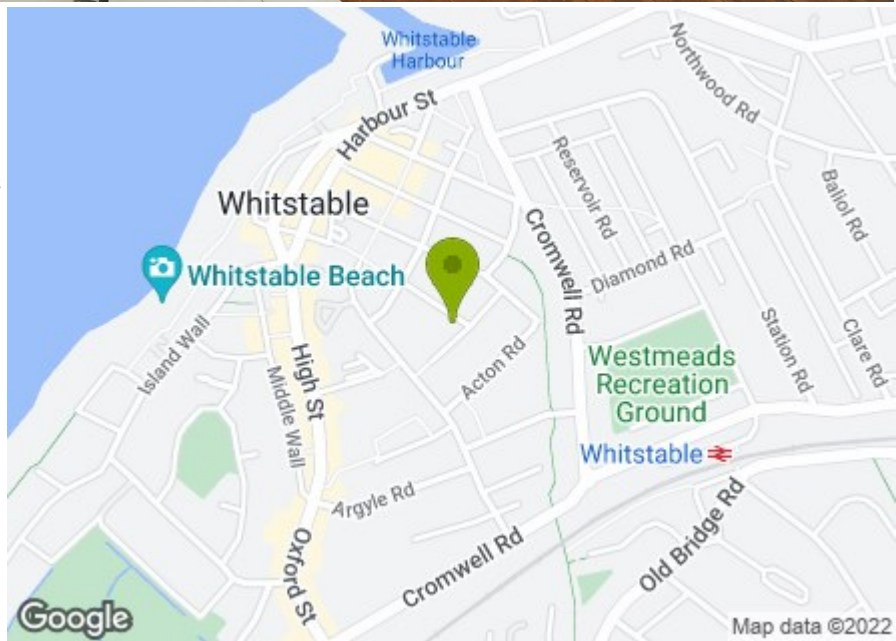 Whitstable
Harbour
Northwood Rd
Harbour St
Reservoir Rd
Baliol Rd
Whitstable
Cromwell Rd
Diamond Rd
Whitstable Beach
Island Wall
High St
Middle Wall
Acton Rd
Westmeads
Recreation
Ground
Station Rd
Clare Rd
Whitstable
Argyle Rd
Old Bridge Rd
Oxford St
Cromwell Rd
Google
Map data ©2022